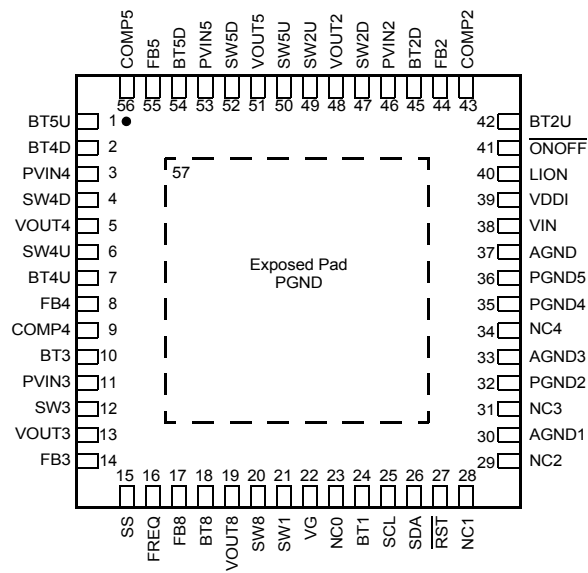 COMP5
FB5
BT5D
PVIN5
SW5D
VOUT5
SW5U
SW2U
VOUT2
SW2D
PVIN2
BT2D
FB2
COMP2
56 55 54 53 52 51 50 49 48 47 46 45 44 43
BT5U 1
BT4D 2
PVIN4 3
SW4D 4
VOUT4 5
SW4U 6
BT4U 7
FB4 8
COMP4 9
BT3 10
PVIN3 11
SW3 12
VOUT3 13
FB3 14
57
Exposed Pad
PGND
42 BT2U
41 ONOFF
40 LION
39 VDDI
38 VIN
37 AGND
36 PGND5
35 PGND4
34 NC4
33 AGND3
32 PGND2
31 NC3
30 AGND1
29 NC2
15 16 17 18 19 20 21 22 23 24 25 26 27 28
SS
FREQ
FB8
BT8
VOUT8
SW8
SW1
VG
NC0
BT1
SCL
SDA
RST
NC1